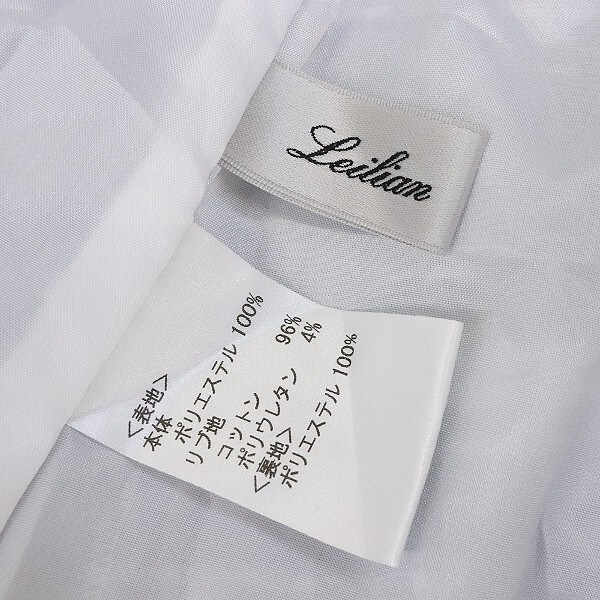 Leilian
<表地>
本体 ポリエステル 100%
リブ地
コットン 96%
ポリウレタン 4%
<裏地>
ポリエステル 100%